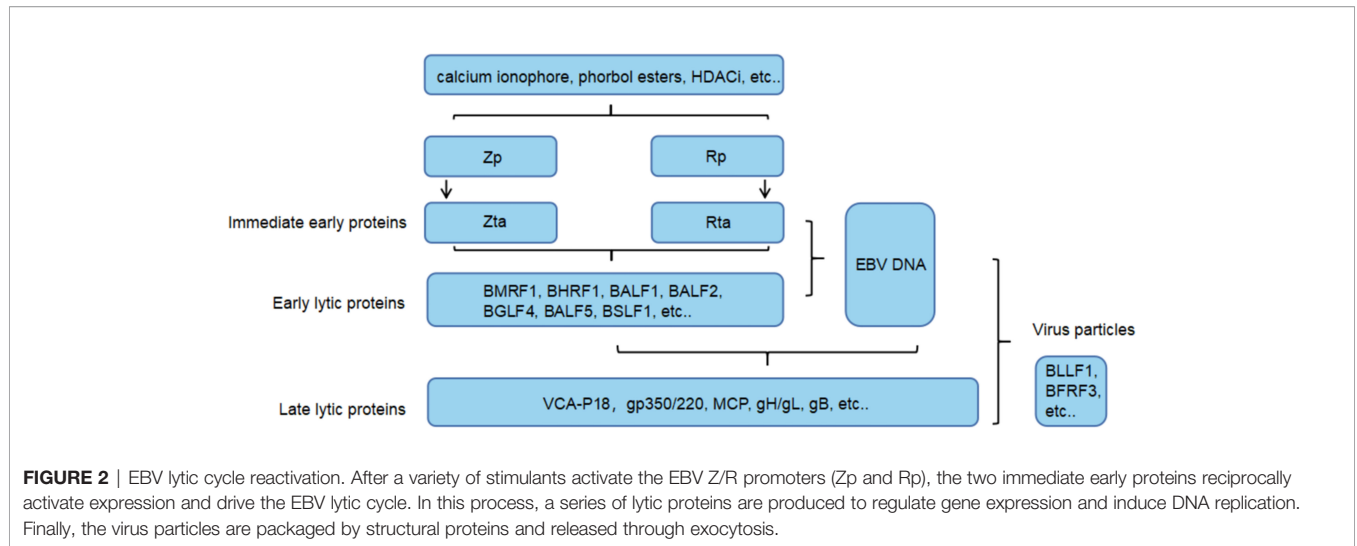 calcium ionophore, phorbol esters, HDACi, etc..
Zp
Rp
Immediate early proteins
Zta
Rta
EBV DNA
Early lytic proteins
BMRF1, BHRF1, BALF1, BALF2,
BGLF4, BALF5, BSLF1, etc..
Virus particles
BLLF1,
BFRF3,
etc..
Late lytic proteins
VCA-P18, gp350/220, MCP, gH/gL, gB, etc..
FIGURE 2 | EBV lytic cycle reactivation. After a variety of stimulants activate the EBV Z/R promoters (Zp and Rp), the two immediate early proteins reciprocally
activate expression and drive the EBV lytic cycle. In this process, a series of lytic proteins are produced to regulate gene expression and induce DNA replication.
Finally, the virus particles are packaged by structural proteins and released through exocytosis.